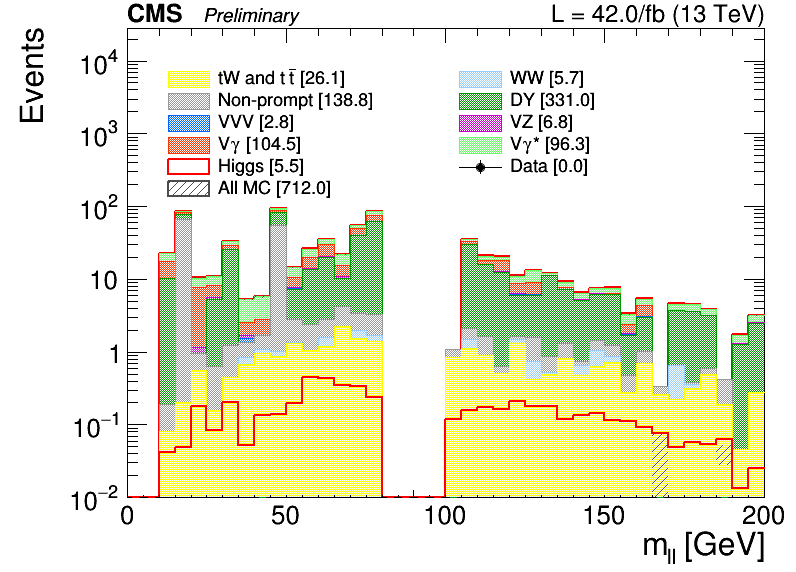 CMS Preliminary L = 42.0/fb (13 TeV)
Events
10⁴
10³
10²
10
1
10⁻¹
10⁻²
tW and t t̄ [26.1]
Non-prompt [138.8]
VVV [2.8]
Vγ [104.5]
Higgs [5.5]
All MC [712.0]
WW [5.7]
DY [331.0]
VZ [6.8]
Vγ* [96.3]
Data [0.0]
0 50 100 150 200
m_ll [GeV]